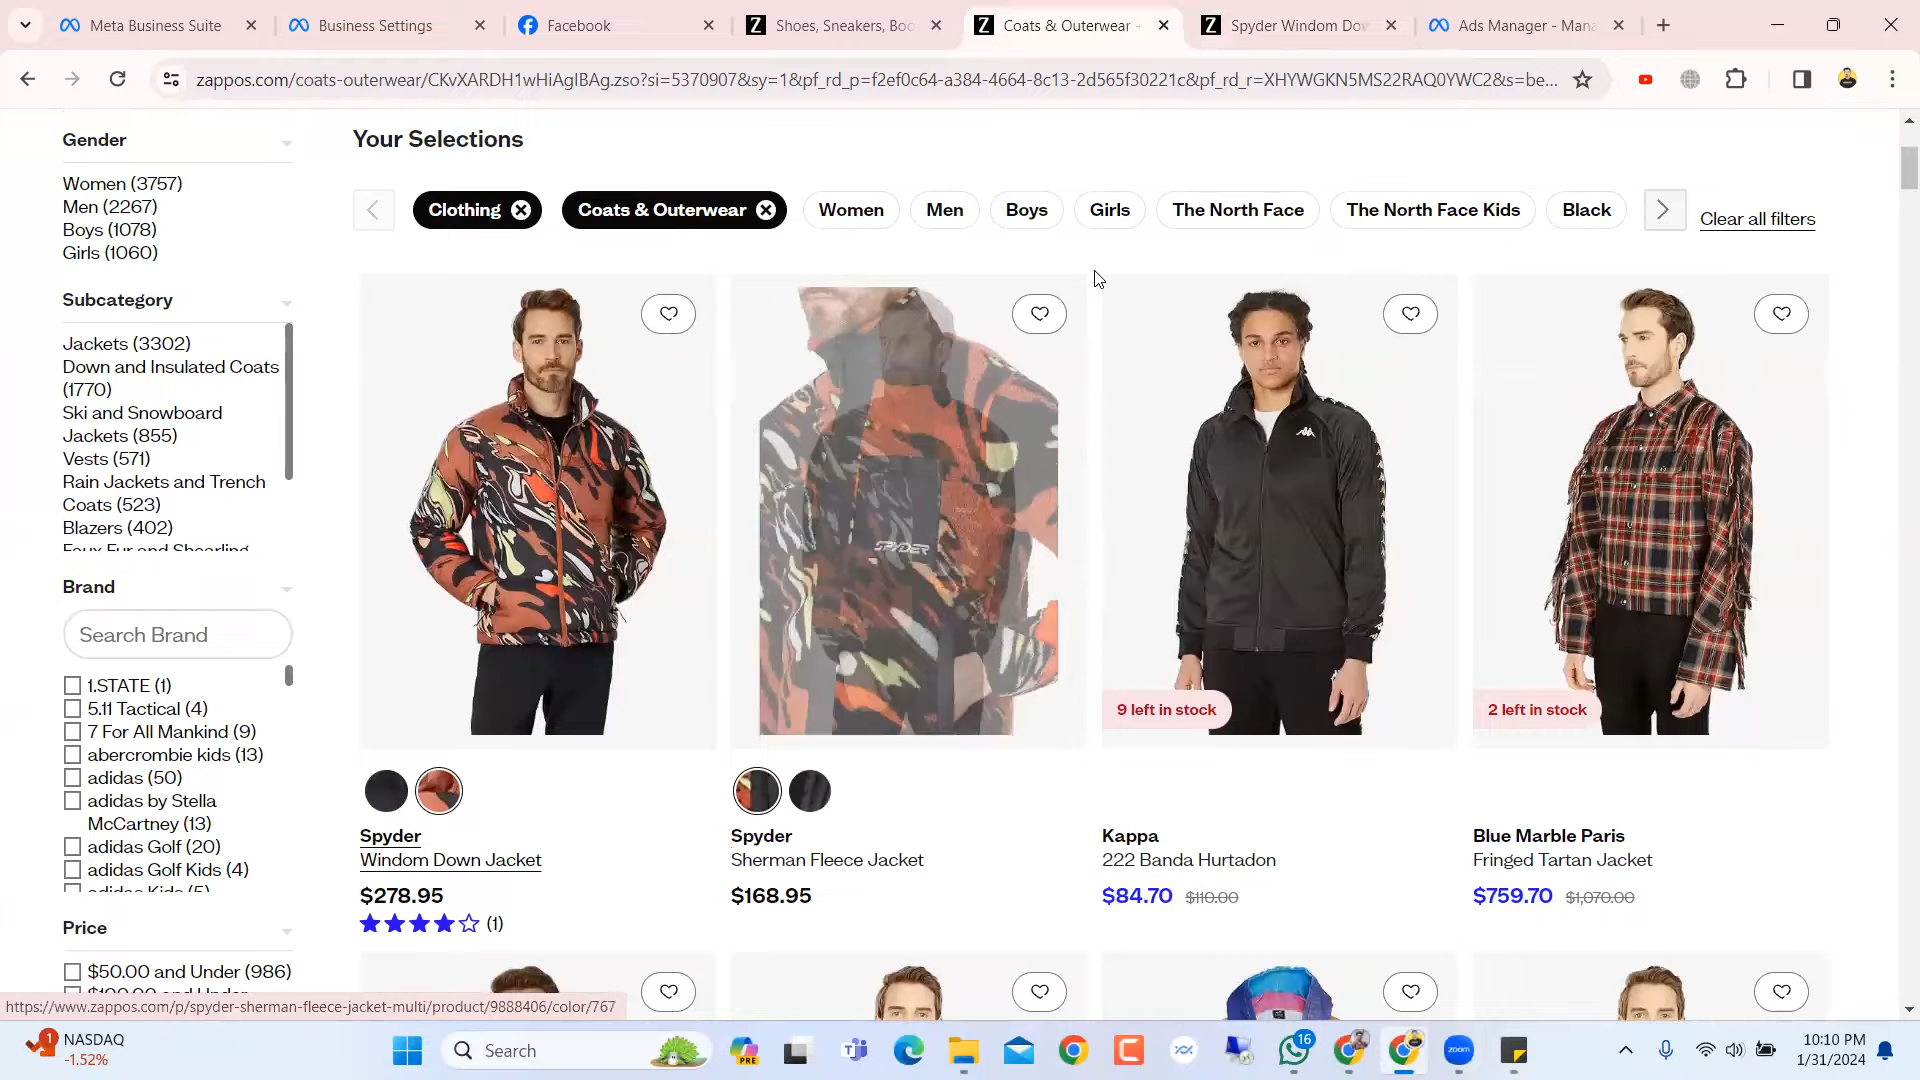 Meta Business Suite
Business Settings
Facebook
Shoes, Sneakers, Boo
Coats & Outerwear
Spyder Windom Dow
Ads Manager - Mana
zappos.com/coats-outerwear/CKvXARDH1wHiAgIBAg.zso?si=5370907&sy=1&pf_rd_p=f2ef0c64-a384-4664-8c13-2d565f30221c&pf_rd_r=XHYWGKN5MS22RAQ0YWC2&s=be...
Gender
Women (3757)
Men (2267)
Boys (1078)
Girls (1060)
Subcategory
Jackets (3302)
Down and Insulated Coats
(1770)
Ski and Snowboard
Jackets (855)
Vests (571)
Rain Jackets and Trench
Coats (523)
Blazers (402)
Faux Fur and Shearling
Brand
Search Brand
1.STATE (1)
5.11 Tactical (4)
7 For All Mankind (9)
abercrombie kids (13)
adidas (50)
adidas by Stella
McCartney (13)
adidas Golf (20)
adidas Golf Kids (4)
adidas Kids (5)
Price
$50.00 and Under (986)
$100.00 and Under
Your Selections
Clothing
Coats & Outerwear
Women
Men
Boys
Girls
The North Face
The North Face Kids
Black
Clear all filters
SPYDER
9 left in stock
2 left in stock
Spyder
Windom Down Jacket
$278.95
(1)
Spyder
Sherman Fleece Jacket
$168.95
Kappa
222 Banda Hurtadon
$84.70 $110.00
Blue Marble Paris
Fringed Tartan Jacket
$759.70 $1,070.00
https://www.zappos.com/p/spyder-sherman-fleece-jacket-multi/product/9888406/color/767
1
NASDAQ
-1.52%
Search
PRE
16
zoom
10:10 PM
1/31/2024